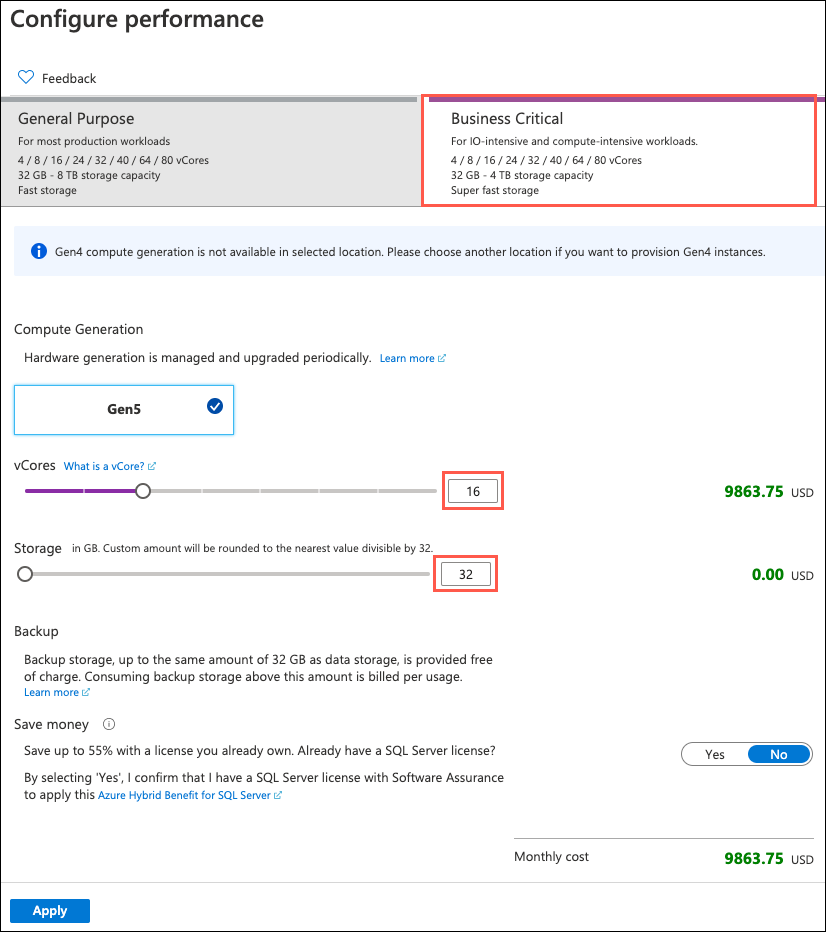 Configure performance
Feedback
General Purpose
For most production workloads
4 / 8 / 16 / 24 / 32 / 40 / 64 / 80 vCores
32 GB - 8 TB storage capacity
Fast storage
Business Critical
For IO-intensive and compute-intensive workloads.
4 / 8 / 16 / 24 / 32 / 40 / 64 / 80 vCores
32 GB - 4 TB storage capacity
Super fast storage
Gen4 compute generation is not available in selected location. Please choose another location if you want to provision Gen4 instances.
Compute Generation
Hardware generation is managed and upgraded periodically. Learn more
Gen5
vCores What is a vCore?
16 9863.75 USD
Storage in GB. Custom amount will be rounded to the nearest value divisible by 32.
32 0.00 USD
Backup
Backup storage, up to the same amount of 32 GB as data storage, is provided free
of charge. Consuming backup storage above this amount is billed per usage.
Learn more
Save money
Save up to 55% with a license you already own. Already have a SQL Server license? Yes No
By selecting 'Yes', I confirm that I have a SQL Server license with Software Assurance
to apply this Azure Hybrid Benefit for SQL Server
Monthly cost 9863.75 USD
Apply